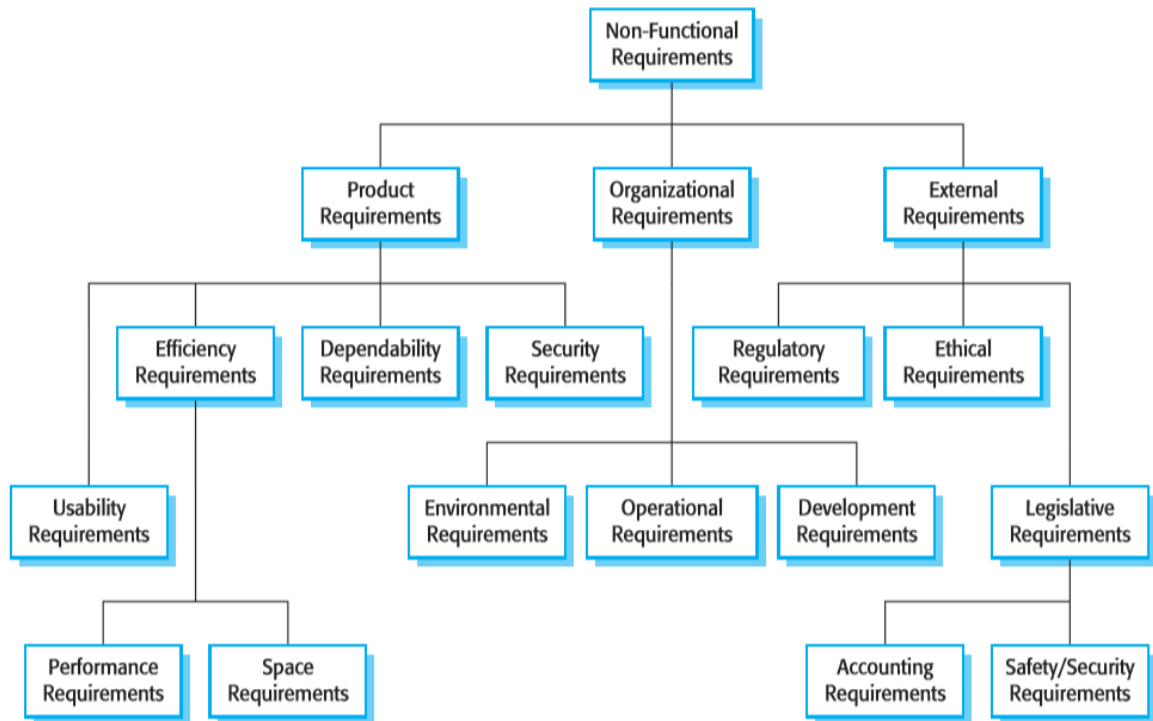 Non-Functional
Requirements
Product
Requirements
Organizational
Requirements
External
Requirements
Efficiency
Requirements
Dependability
Requirements
Security
Requirements
Regulatory
Requirements
Ethical
Requirements
Usability
Requirements
Environmental
Requirements
Operational
Requirements
Development
Requirements
Legislative
Requirements
Performance
Requirements
Space
Requirements
Accounting
Requirements
Safety/Security
Requirements